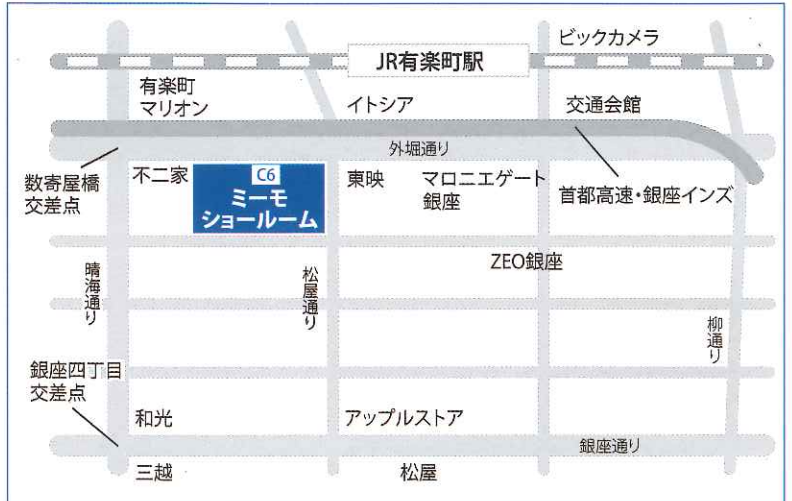 ビックカメラ
JR有楽町駅
有楽町
マリオン
イトシア
交通会館
外堀通り
数寄屋橋
交差点
不二家
C6
ミーモ
ショールーム
東映
マロニエゲート
銀座
首都高速・銀座インズ
ZEO銀座
晴海通り
松屋通り
柳通り
銀座四丁目
交差点
和光
アップルストア
銀座通り
三越
松屋